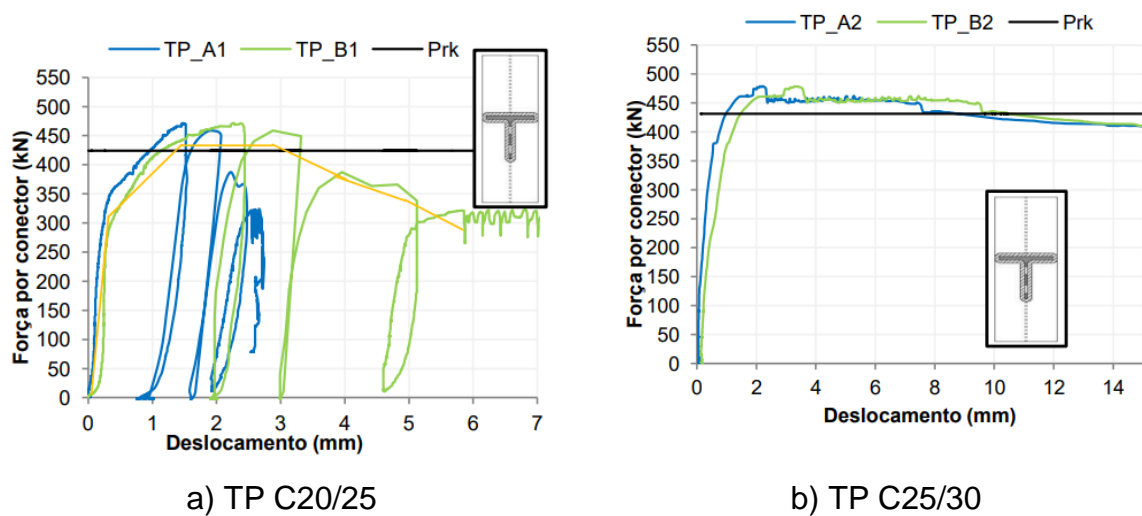 TP_A1 TP_B1 Prk
550
500
450
400
350
300
250
200
150
100
50
0
Força por conector (kN)
0 1 2 3 4 5 6 7
Deslocamento (mm)
a) TP C20/25
TP_A2 TP_B2 Prk
550
500
450
400
350
300
250
200
150
100
50
0
Força por conector (kN)
0 2 4 6 8 10 12 14
Deslocamento (mm)
b) TP C25/30